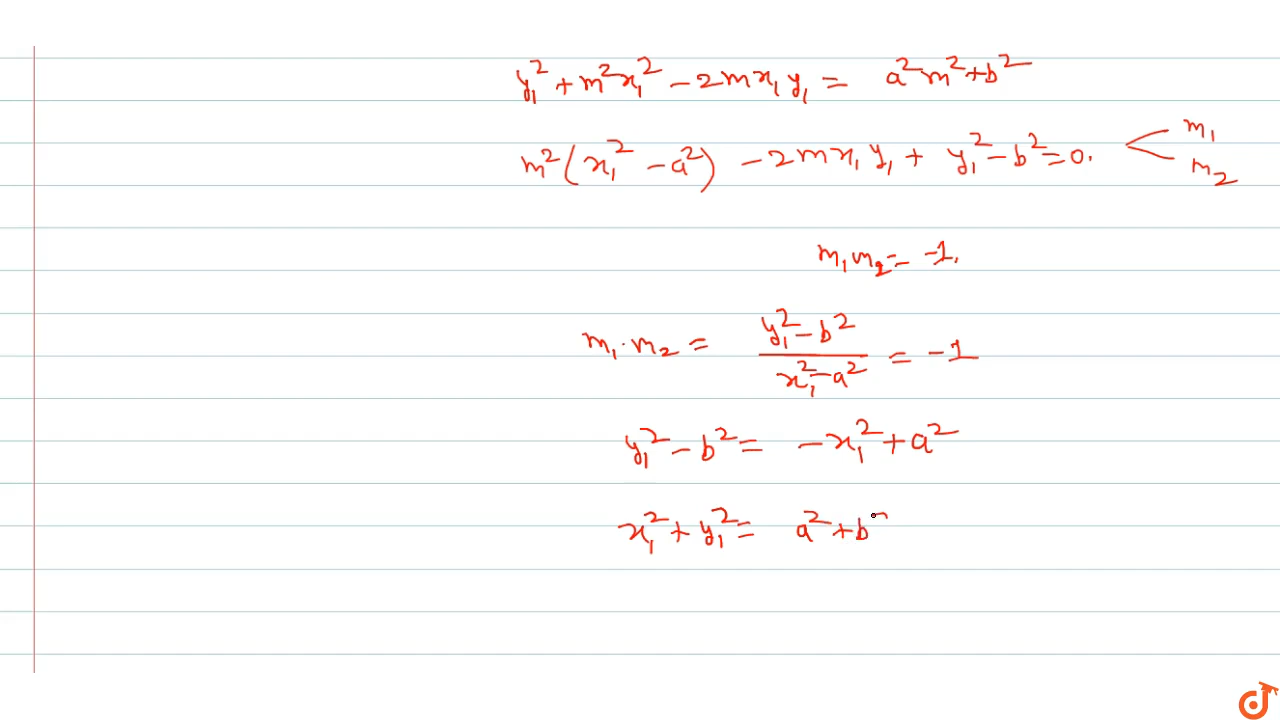 y₁² + m²x₁² - 2mx₁y₁ = a²m² + b²
m²(x₁² - a²) - 2mx₁y₁ + y₁² - b² = 0. < m₁ m₂
m₁m₂ = -1.
m₁·m₂ = (y₁² - b²)/(x₁² - a²) = -1
y₁² - b² = -x₁² + a²
x₁² + y₁² = a² + b